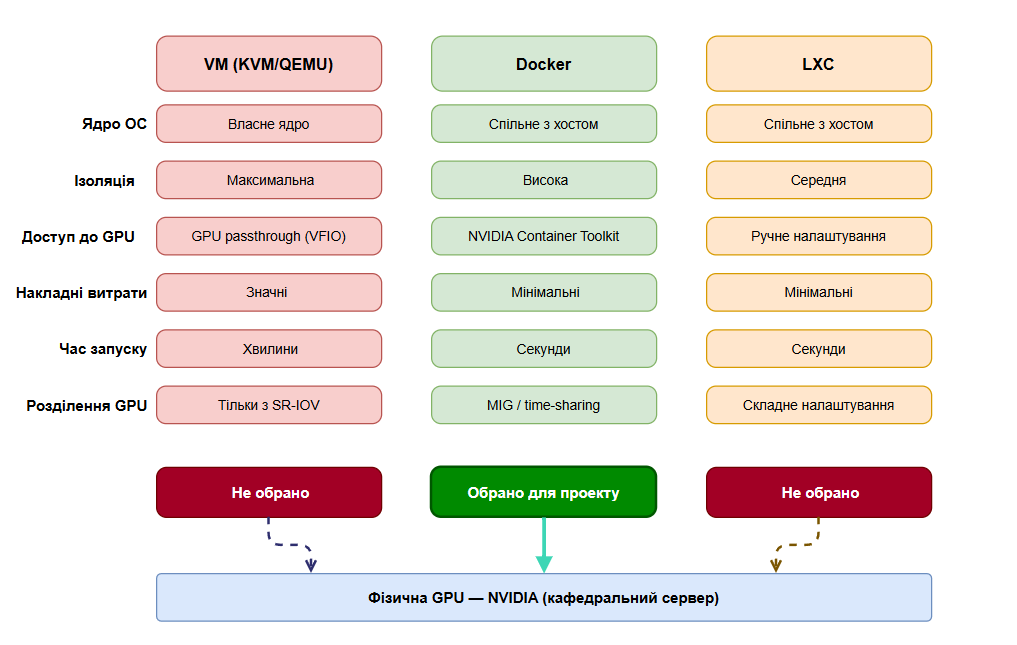 VM (KVM/QEMU) Docker LXC
Ядро ОС Власне ядро Спільне з хостом Спільне з хостом
Ізоляція Максимальна Висока Середня
Доступ до GPU GPU passthrough (VFIO) NVIDIA Container Toolkit Ручне налаштування
Накладні витрати Значні Мінімальні Мінімальні
Час запуску Хвилини Секунди Секунди
Розділення GPU Тільки з SR-IOV MIG / time-sharing Складне налаштування
Не обрано Обрано для проекту Не обрано
Фізична GPU — NVIDIA (кафедральний сервер)